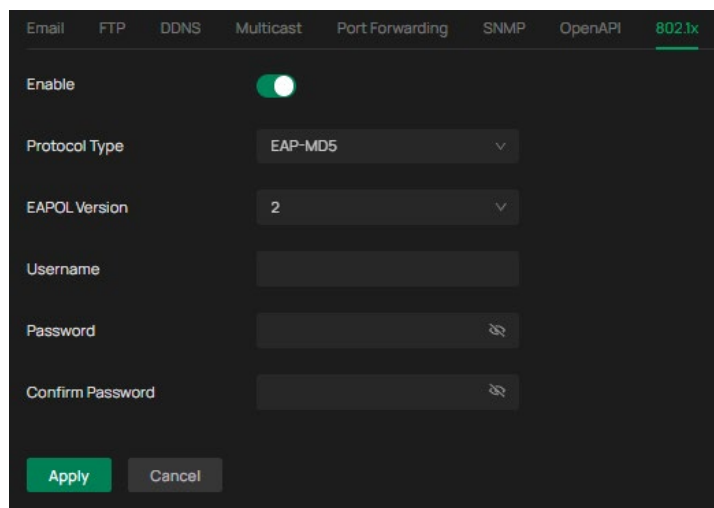 Email FTP DDNS Multicast Port Forwarding SNMP OpenAPI 802.1x
Enable
Protocol Type EAP-MD5
EAPOL Version 2
Username
Password
Confirm Password
Apply Cancel